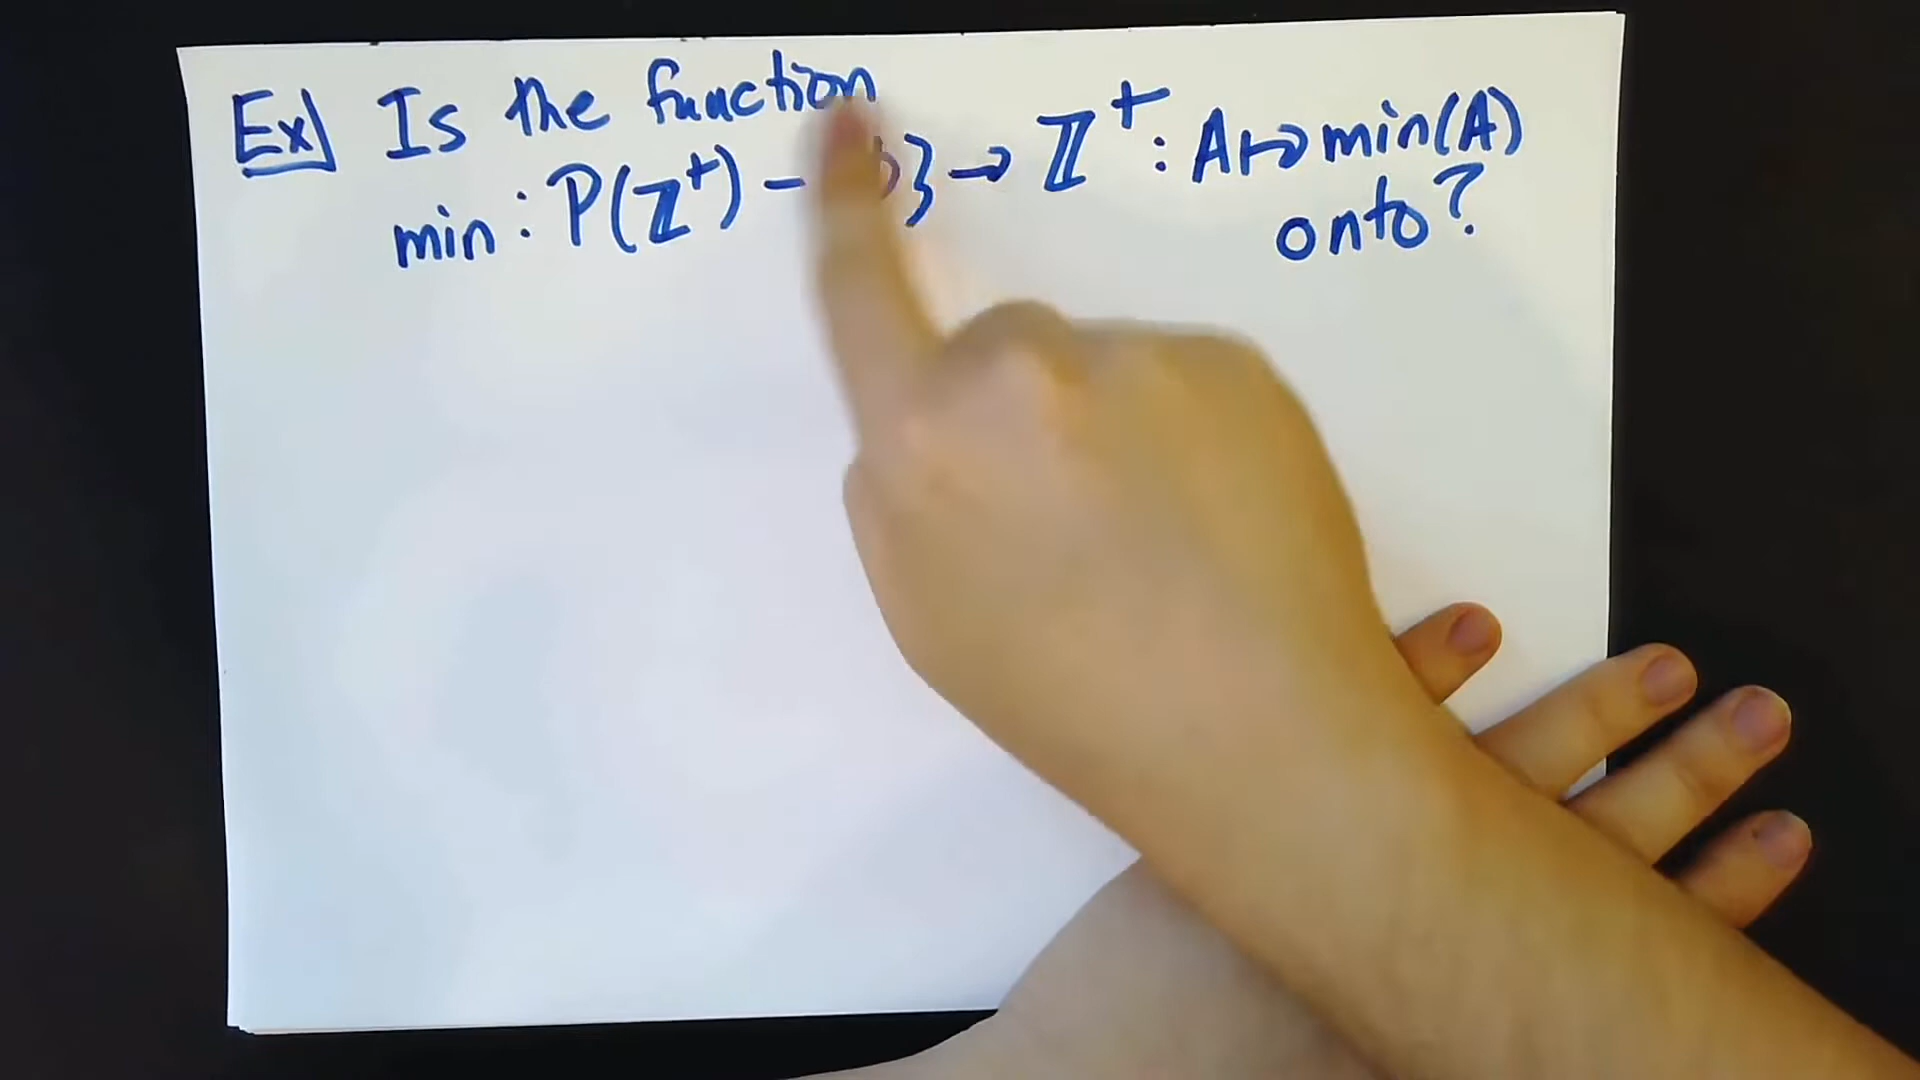 Ex Is the function
min : P(ℤ⁺) - } → ℤ⁺ : A ↦ min(A)
onto?